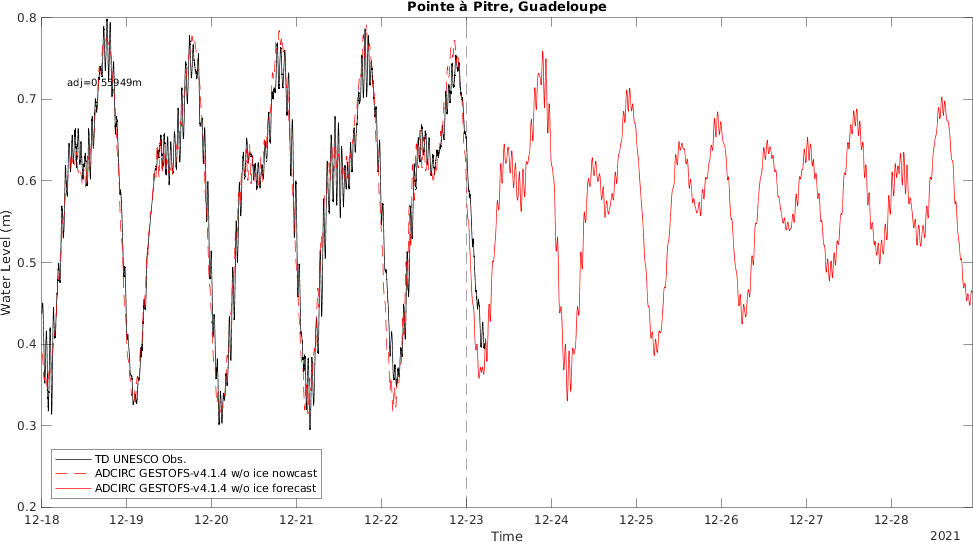 Pointe à Pitre, Guadeloupe
adj=0.55949m
Water Level (m)
0.8
0.7
0.6
0.5
0.4
0.3
0.2
TD UNESCO Obs.
ADCIRC GESTOFS-v4.1.4 w/o ice nowcast
ADCIRC GESTOFS-v4.1.4 w/o ice forecast
12-18 12-19 12-20 12-21 12-22 12-23 12-24 12-25 12-26 12-27 12-28
Time
2021